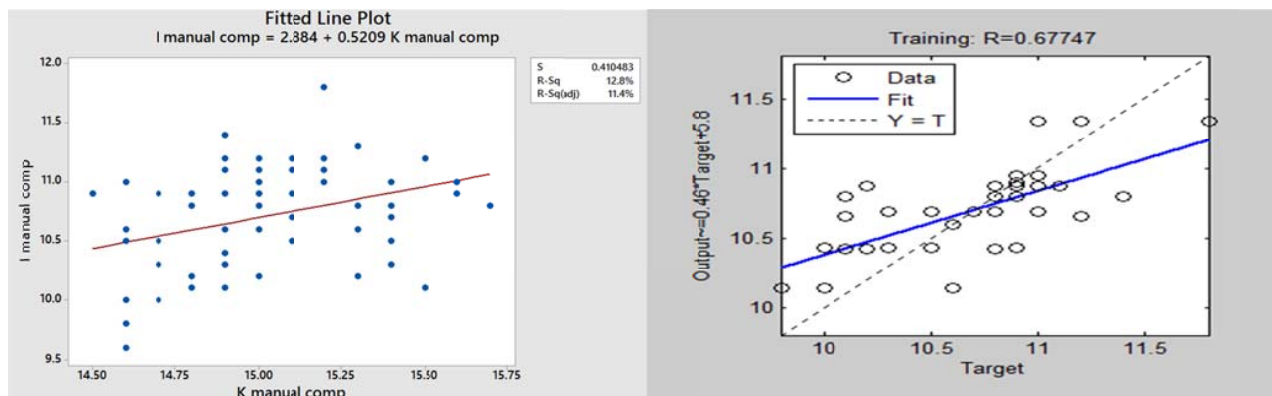 Fitted Line Plot
I manual comp = 2.884 + 0.5209 K manual comp
S 0.410483
R-Sq 12.8%
R-Sq(adj) 11.4%
12.0
11.5
11.0
10.5
10.0
9.5
I manual comp
14.50 14.75 15.00 15.25 15.50 15.75
K manual comp
Training: R=0.67747
Data
Fit
Y = T
11.5
11
10.5
10
Output~=0.46*Target+5.8
10 10.5 11 11.5
Target